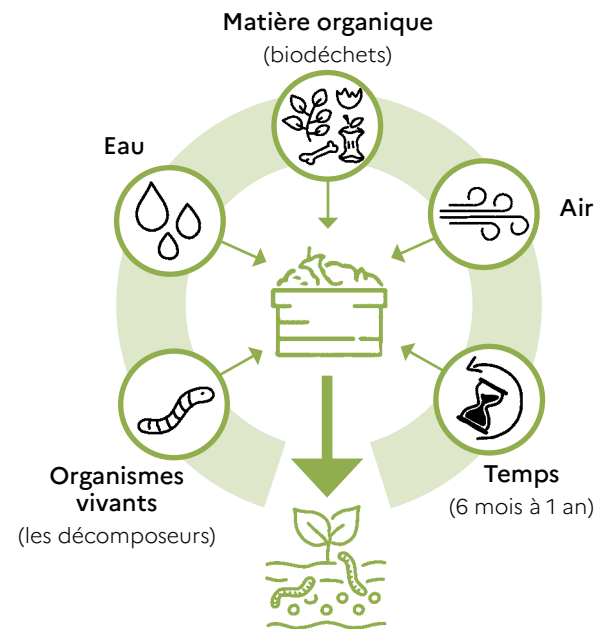 Matière organique
(biodéchets)
Eau
Air
Organismes
vivants
(les décomposeurs)
Temps
(6 mois à 1 an)